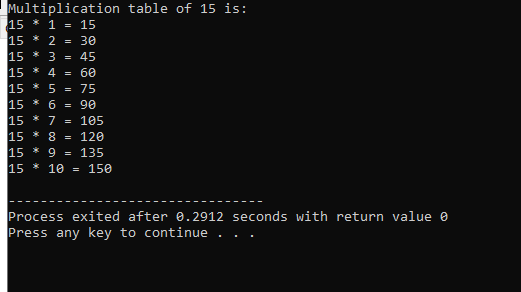 Multiplication table of 15 is:
15 * 1 = 15
15 * 2 = 30
15 * 3 = 45
15 * 4 = 60
15 * 5 = 75
15 * 6 = 90
15 * 7 = 105
15 * 8 = 120
15 * 9 = 135
15 * 10 = 150
--------------------------------
Process exited after 0.2912 seconds with return value 0
Press any key to continue . . .